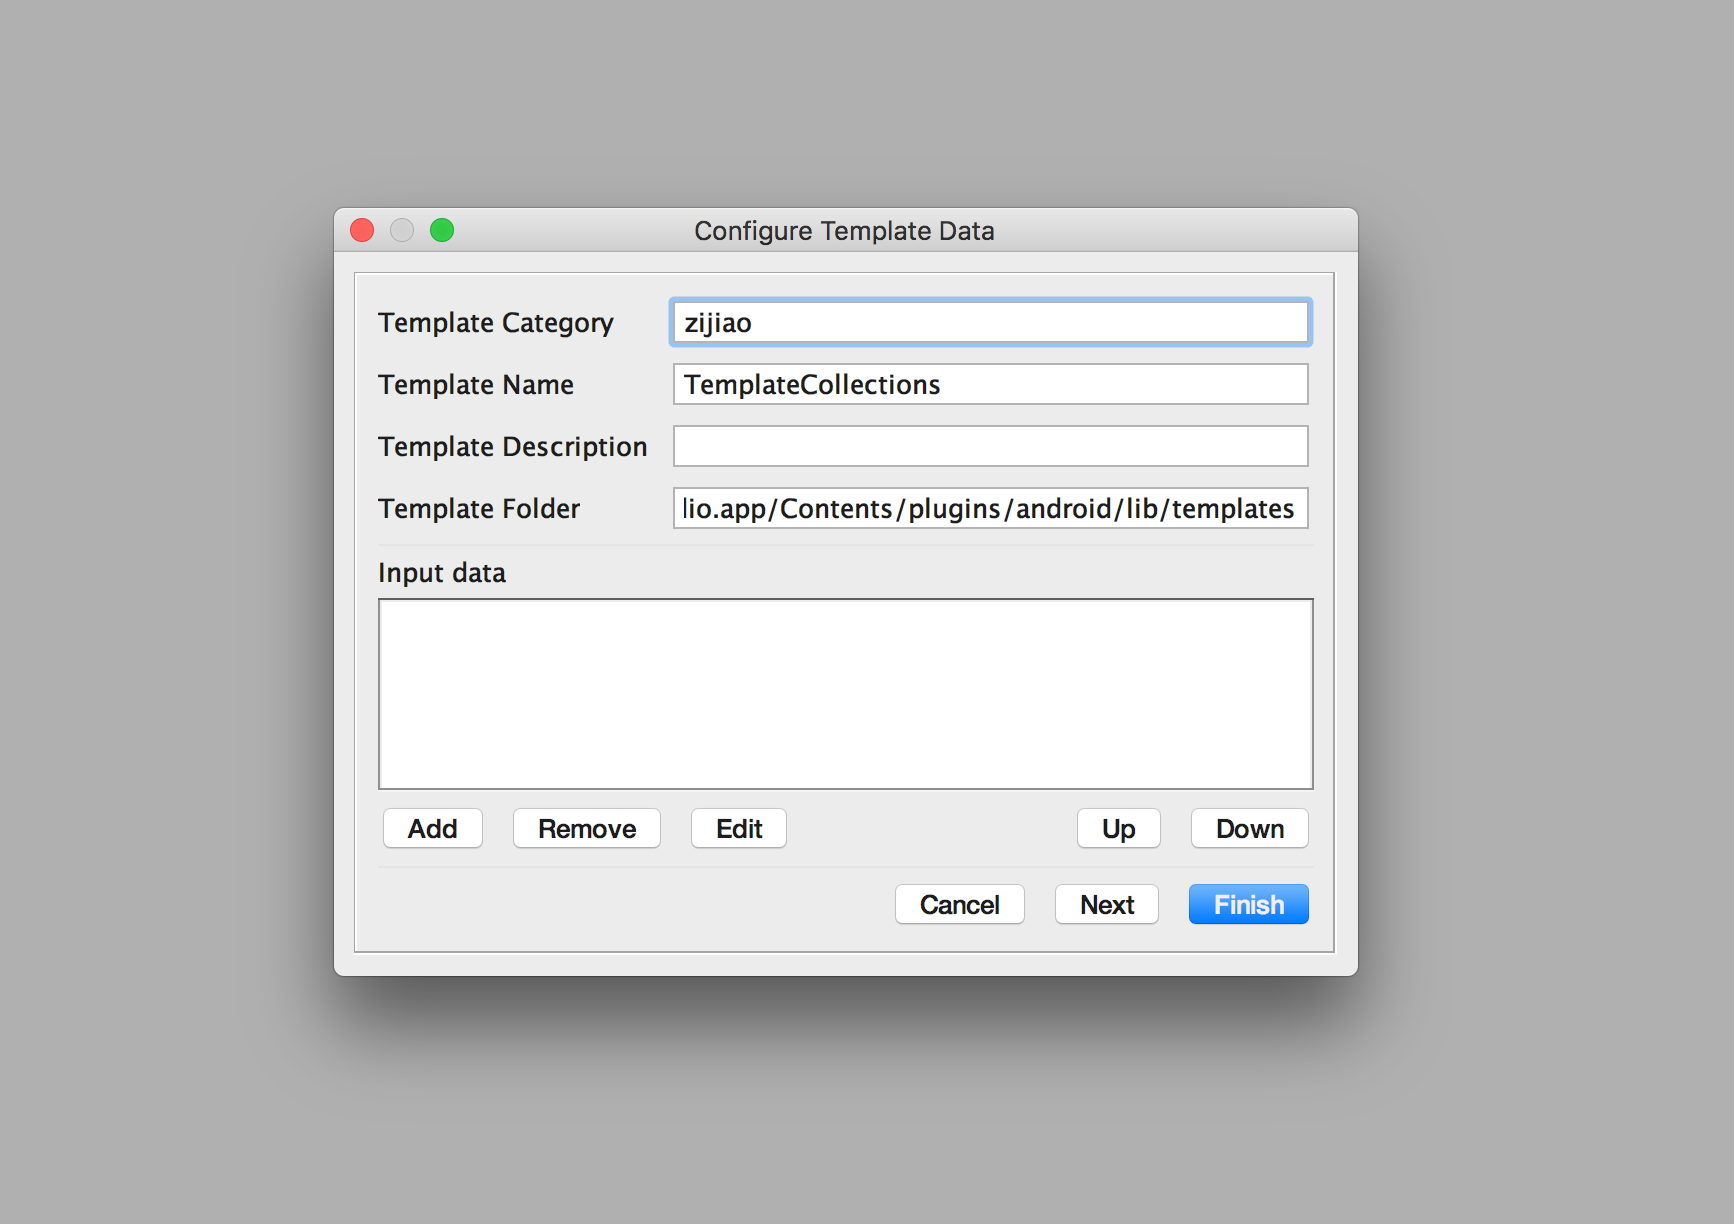 Configure Template Data
Template Category zijiao
Template Name TemplateCollections
Template Description
Template Folder lio.app/Contents/plugins/android/lib/templates
Input data
Add Remove Edit Up Down
Cancel Next Finish